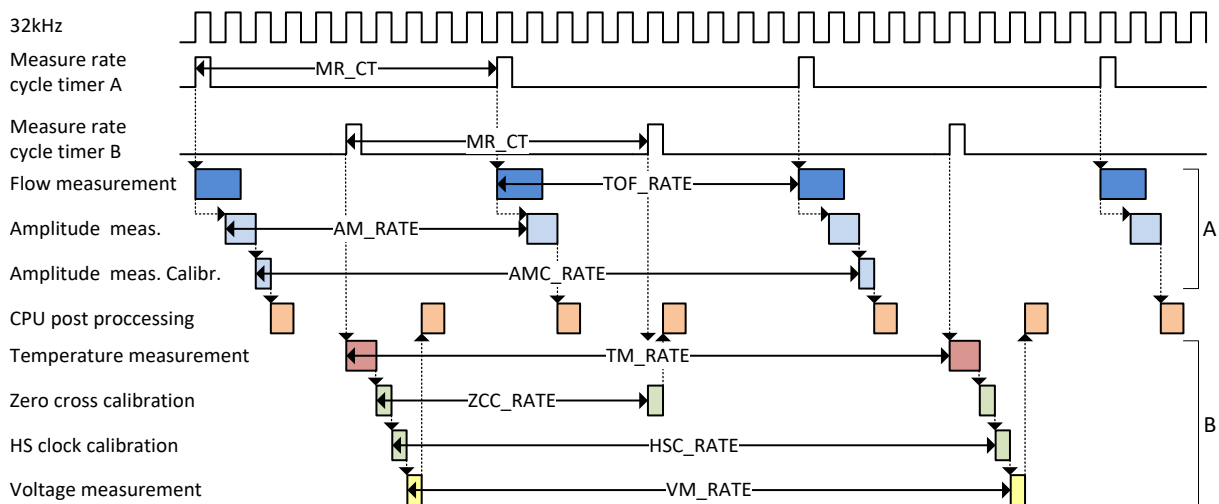 32kHz
Measure rate
cycle timer A
MR_CT
Measure rate
cycle timer B
MR_CT
Flow measurement
TOF_RATE
Amplitude meas.
AM_RATE
A
Amplitude meas. Calibr.
AMC_RATE
CPU post proccessing
Temperature measurement
TM_RATE
Zero cross calibration
ZCC_RATE
B
HS clock calibration
HSC_RATE
Voltage measurement
VM_RATE